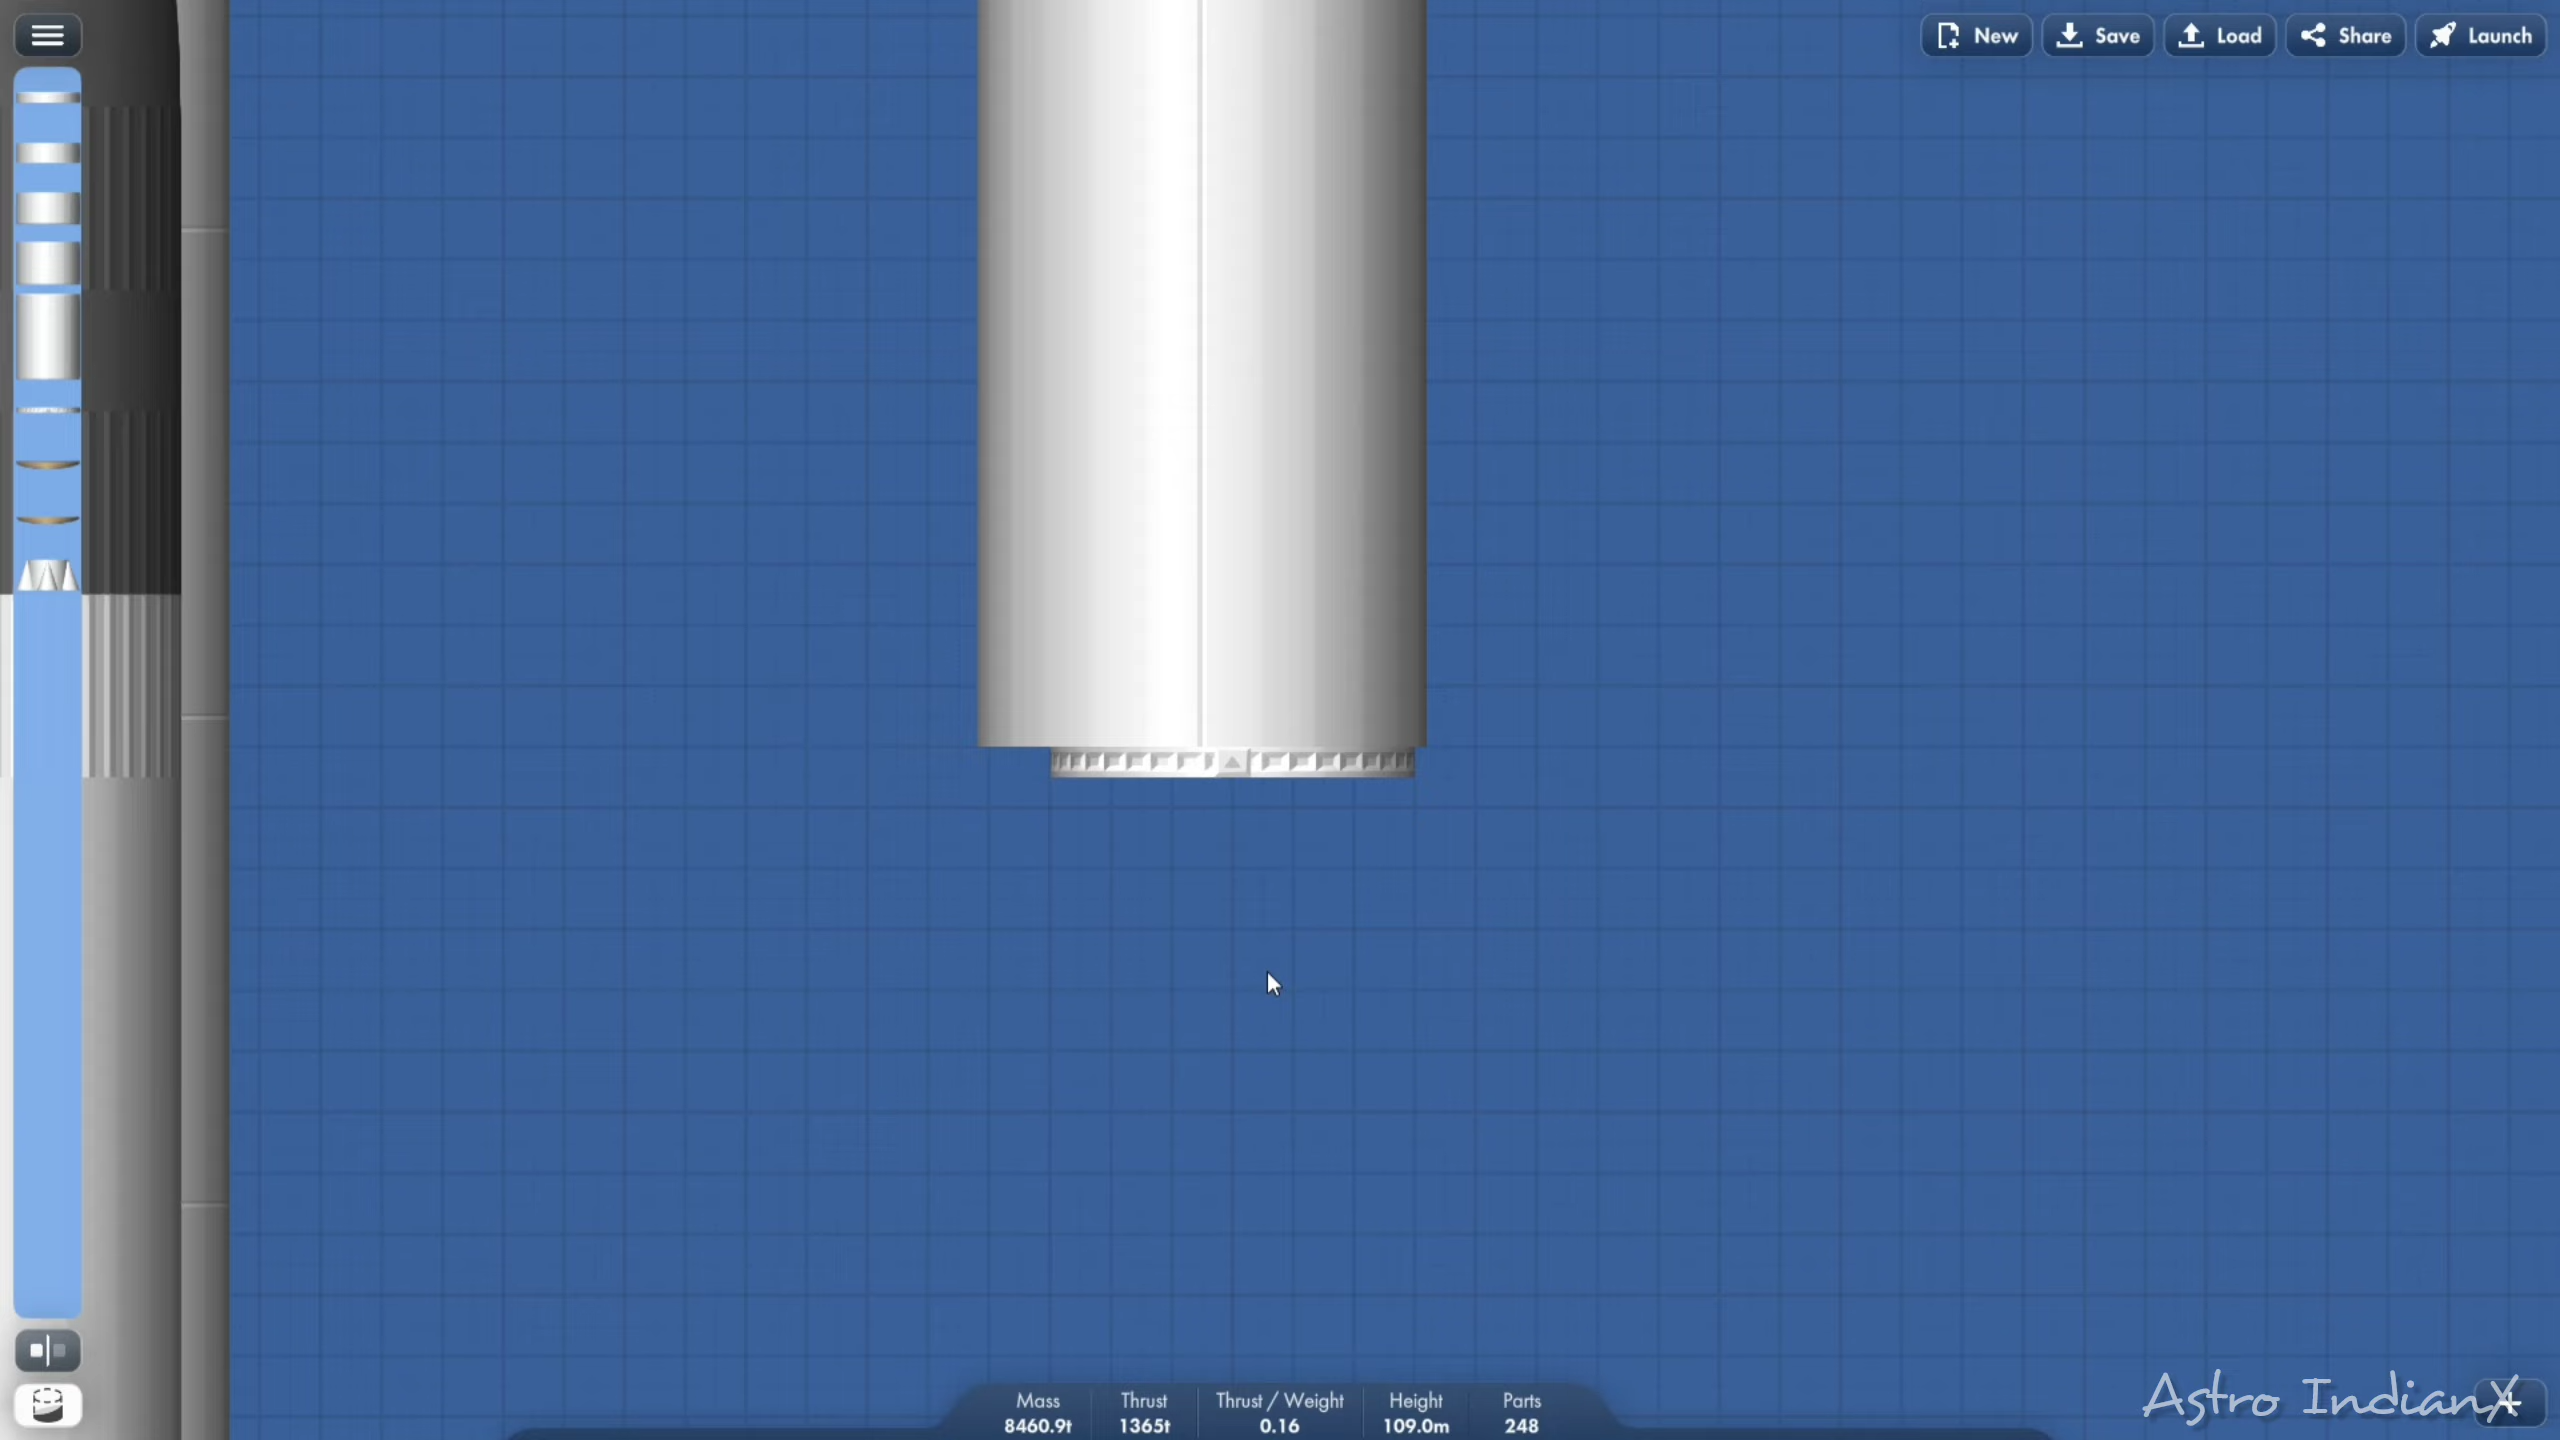 New Save Load Share Launch
Mass Thrust Thrust / Weight Height Parts
8460.9t 1365t 0.16 109.0m 248
Astro IndianX